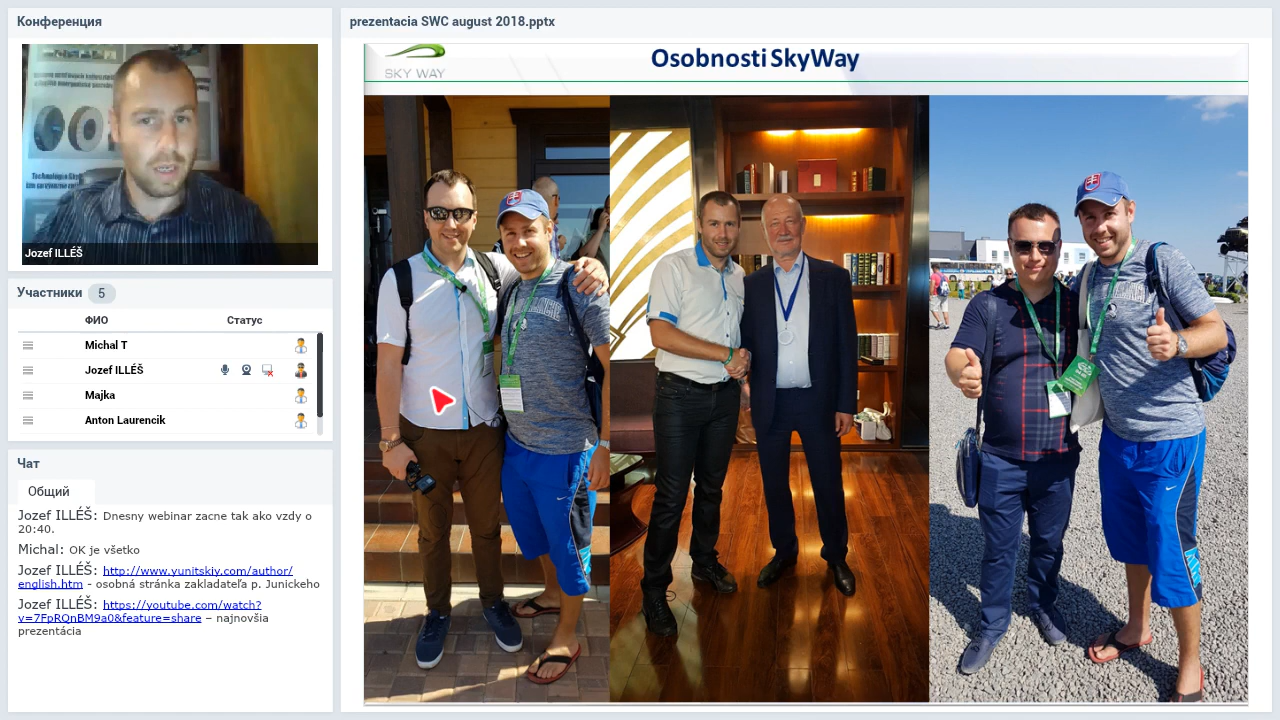 Конференция
Jozef ILLÉŠ
Участники 5
ФИО Статус
Michal T
Jozef ILLÉŠ
Majka
Anton Laurencik
Чат
Общий
Jozef ILLÉŠ: Dnesny webinar zacne tak ako vzdy o
20:40.
Michal: OK je všetko
Jozef ILLÉŠ: http://www.yunitskiy.com/author/
english.htm - osobná stránka zakladateľa p. Junickeho
Jozef ILLÉŠ: https://youtube.com/watch?
v=7FpRQnBM9a0&feature=share – najnovšia
prezentácia
prezentacia SWC august 2018.pptx
SKY WAY
Osobnosti SkyWay